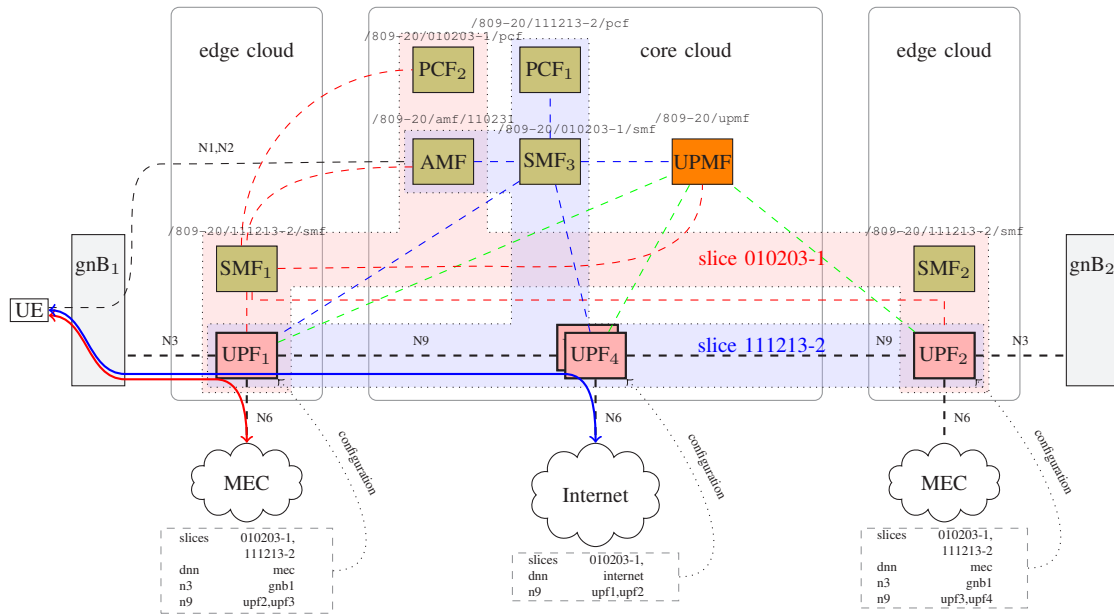 /809-20/111213-2/pcf
edge cloud
/809-20/010203-1/pcf
core cloud
edge cloud
PCF2
PCF1
/809-20/amf/110231
/809-20/010203-1/smf
/809-20/upmf
N1,N2
AMF
SMF3
UPMF
/809-20/111213-2/smf
/809-20/111213-2/smf
gnB1
SMF1
slice 010203-1
SMF2
gnB2
UE
N3
UPF1
N9
UPF4
slice 111213-2
N9
UPF2
N3
N6
N6
N6
configuration
configuration
configuration
MEC
Internet
MEC
slices 010203-1,
111213-2
dnn mec
n3 gnb1
n9 upf2,upf3
slices 010203-1,
dnn internet
n9 upf1,upf2
slices 010203-1,
111213-2
dnn mec
n3 gnb1
n9 upf3,upf4